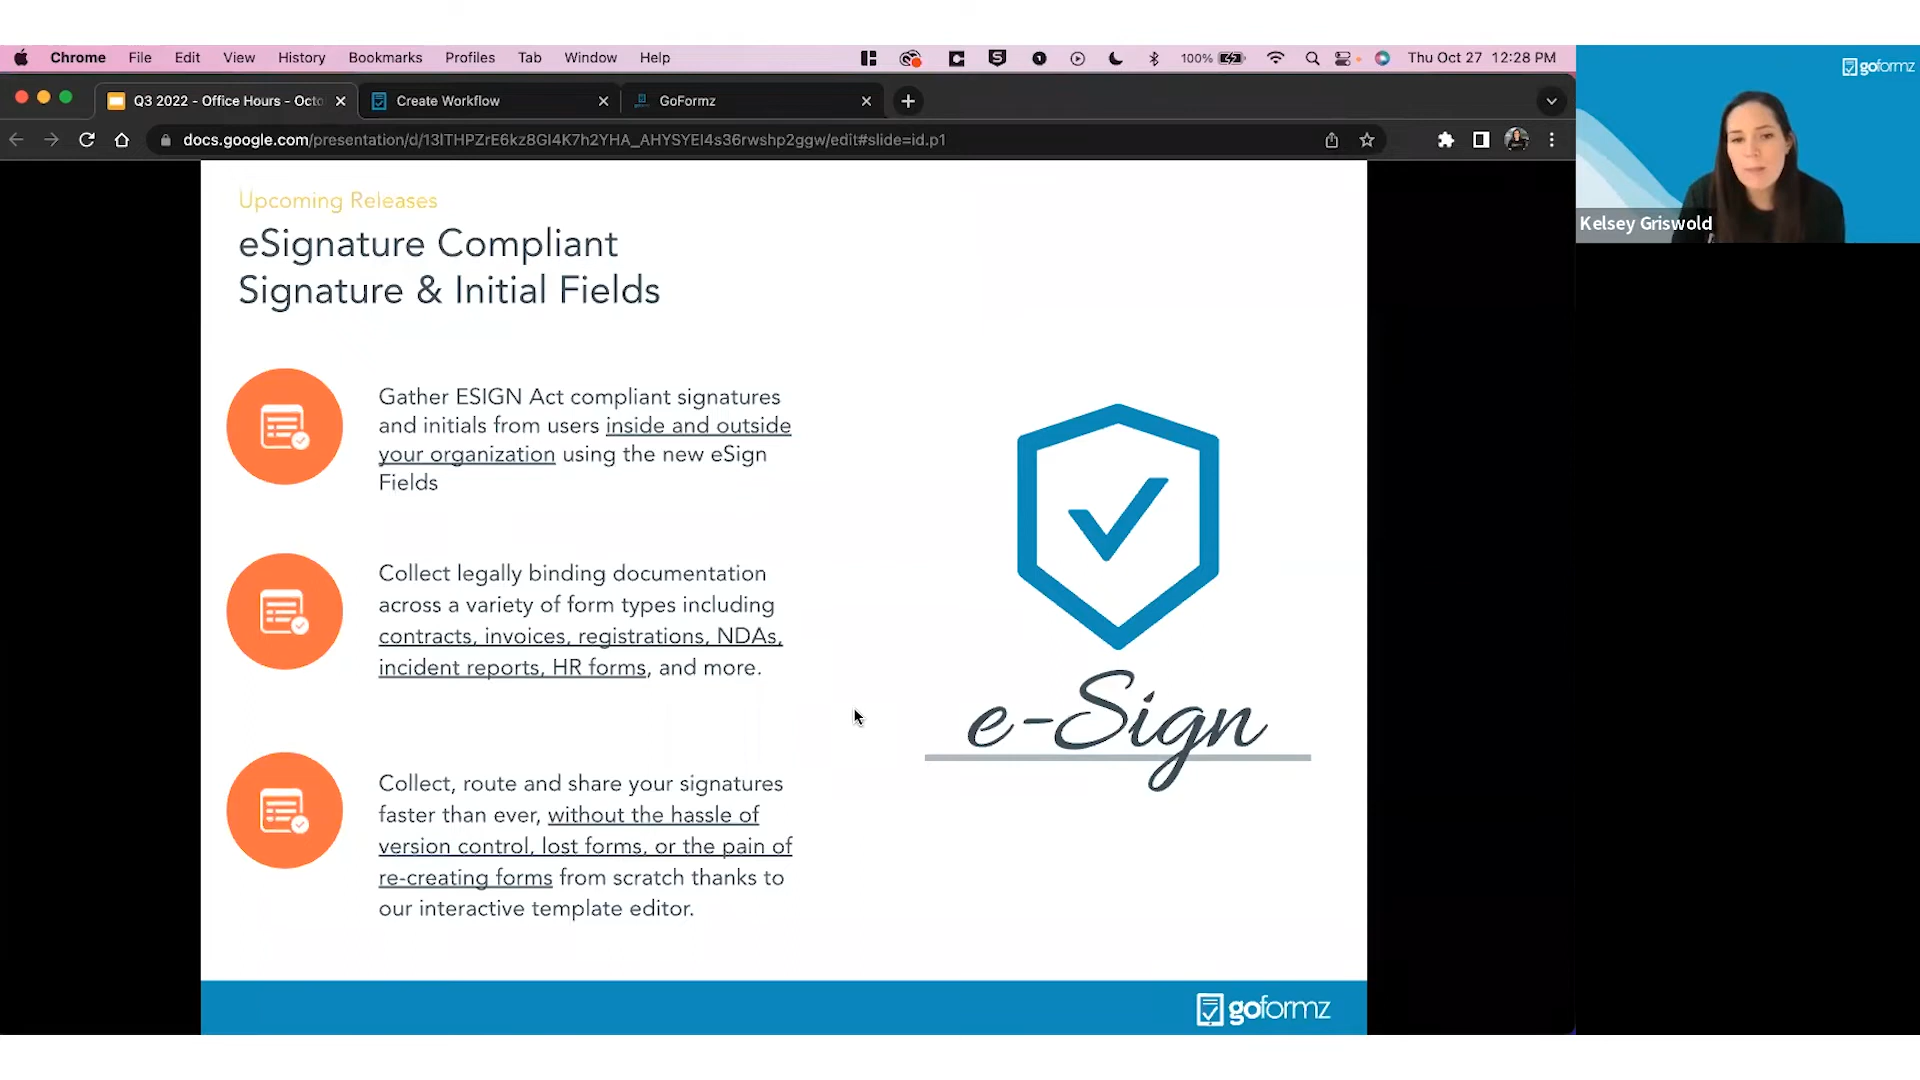 Chrome File Edit View History Bookmarks Profiles Tab Window Help 100% Thu Oct 27 12:28 PM
goformz
Q3 2022 - Office Hours - Octo Create Workflow GoFormz
docs.google.com/presentation/d/13lTHPZrE6kz8GI4K7h2YHA_AHYSYEI4s36rwshp2ggw/edit#slide=id.p1
Kelsey Griswold
Upcoming Releases
eSignature Compliant
Signature & Initial Fields
Gather ESIGN Act compliant signatures
and initials from users inside and outside
your organization using the new eSign
Fields
Collect legally binding documentation
across a variety of form types including
contracts, invoices, registrations, NDAs,
incident reports, HR forms, and more.
e-Sign
Collect, route and share your signatures
faster than ever, without the hassle of
version control, lost forms, or the pain of
re-creating forms from scratch thanks to
our interactive template editor.
goformz